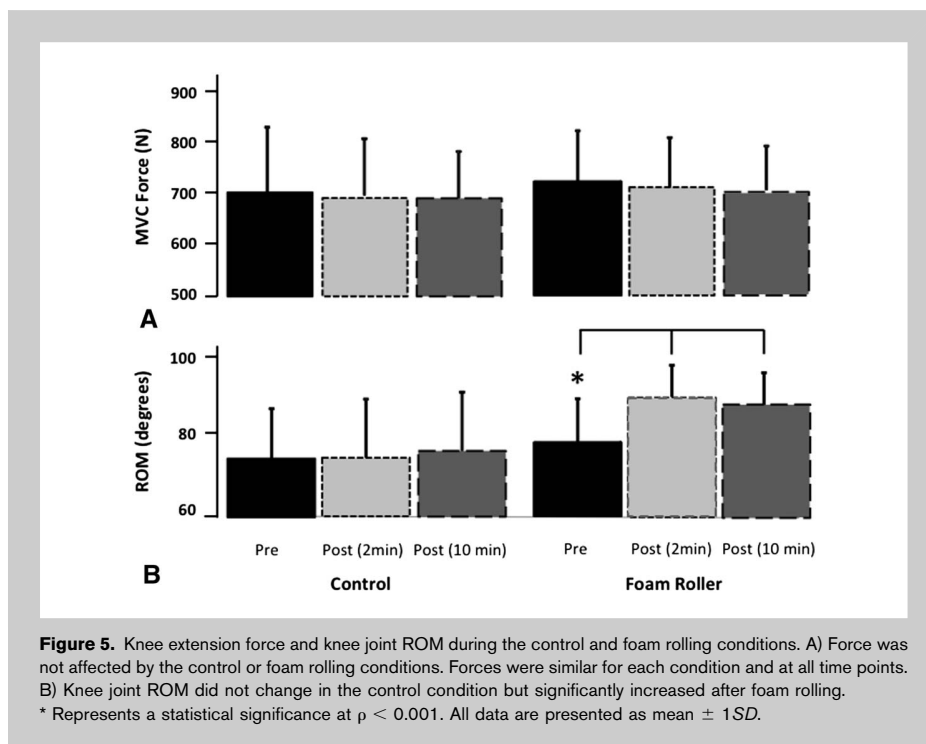 900
800
700
600
500
MVC Force (N)
A
*
100
80
60
ROM (degrees)
Pre Post (2min) Post (10 min) Pre Post (2min) Post (10 min)
B
Control Foam Roller
Figure 5. Knee extension force and knee joint ROM during the control and foam rolling conditions. A) Force was
not affected by the control or foam rolling conditions. Forces were similar for each condition and at all time points.
B) Knee joint ROM did not change in the control condition but significantly increased after foam rolling.
* Represents a statistical significance at ρ < 0.001. All data are presented as mean ± 1SD.